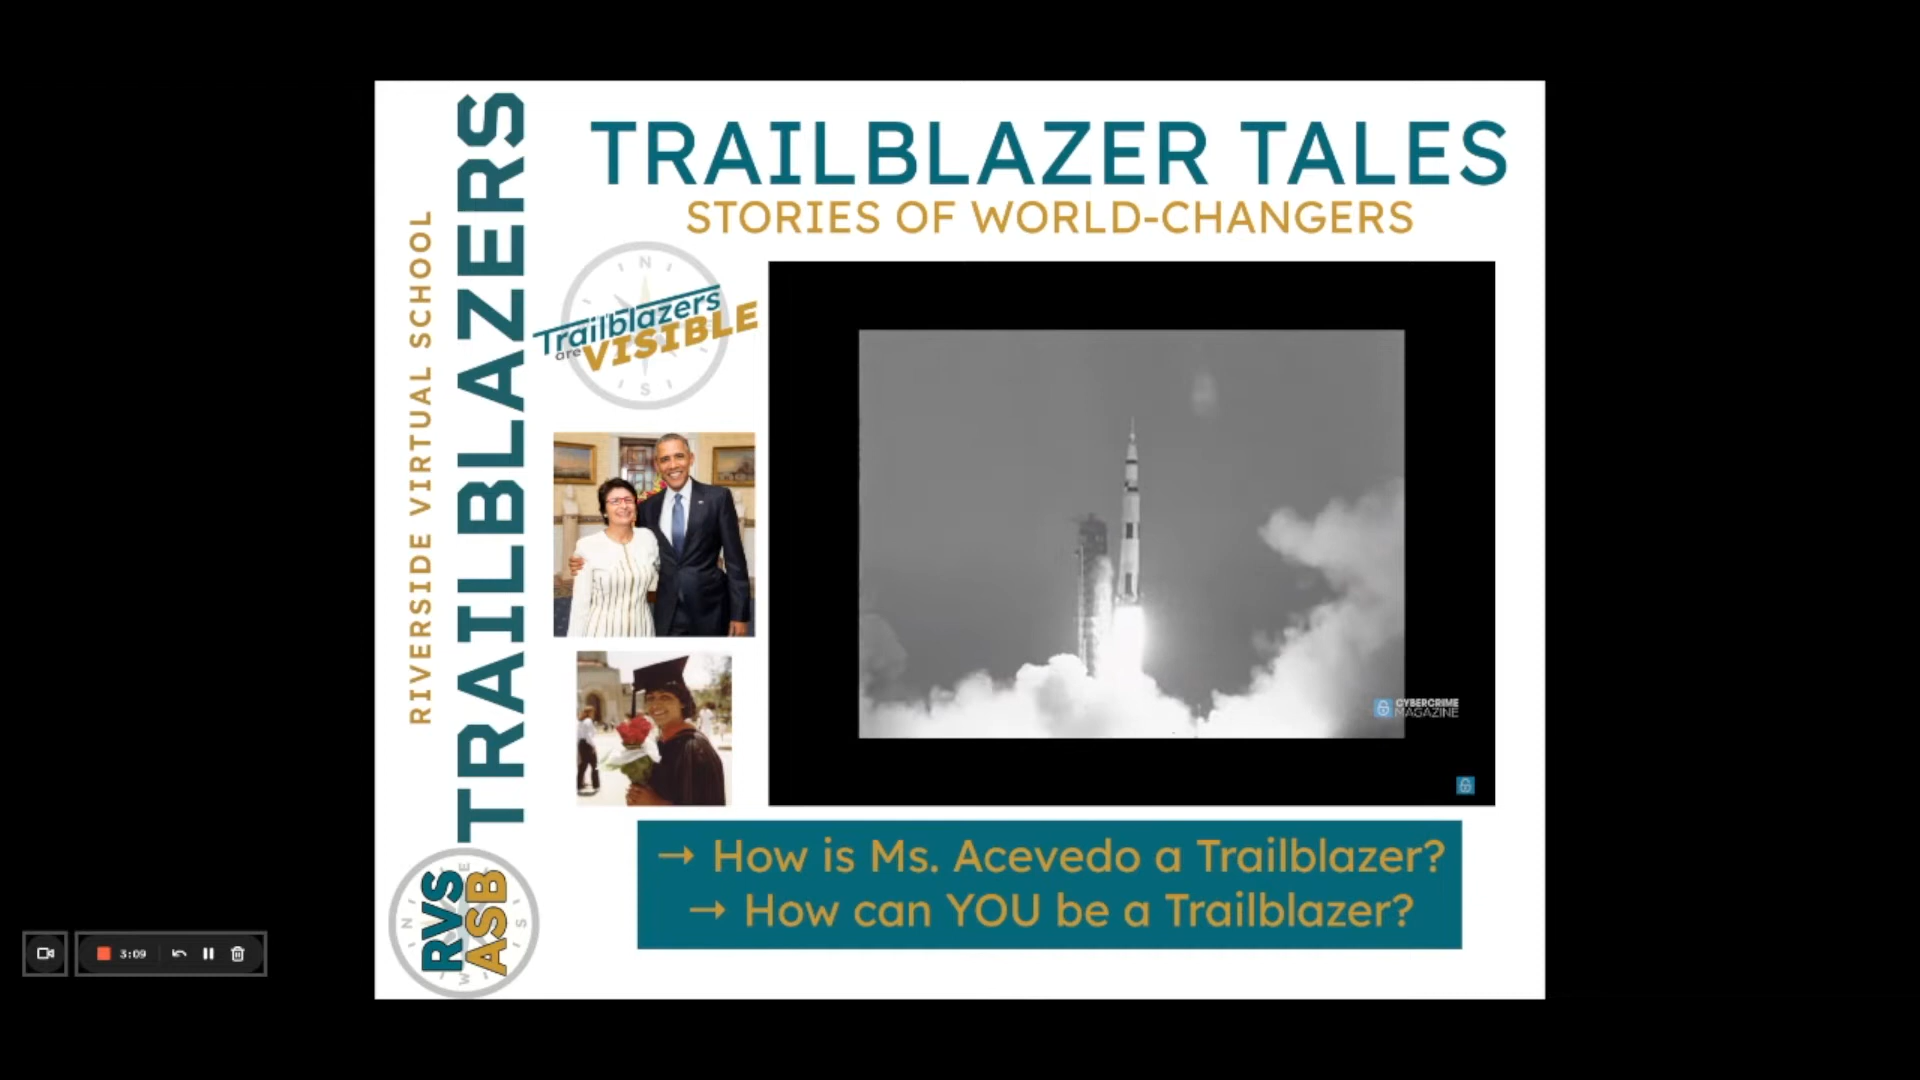 TRAILBLAZER TALES
STORIES OF WORLD-CHANGERS
RIVERSIDE VIRTUAL SCHOOL
TRAILBLAZERS
N
Trailblazers
are VISIBLE
S
CYBERCRIME
MAGAZINE
→ How is Ms. Acevedo a Trailblazer?
→ How can YOU be a Trailblazer?
N
E
S
W
RVS
ASB
3:09